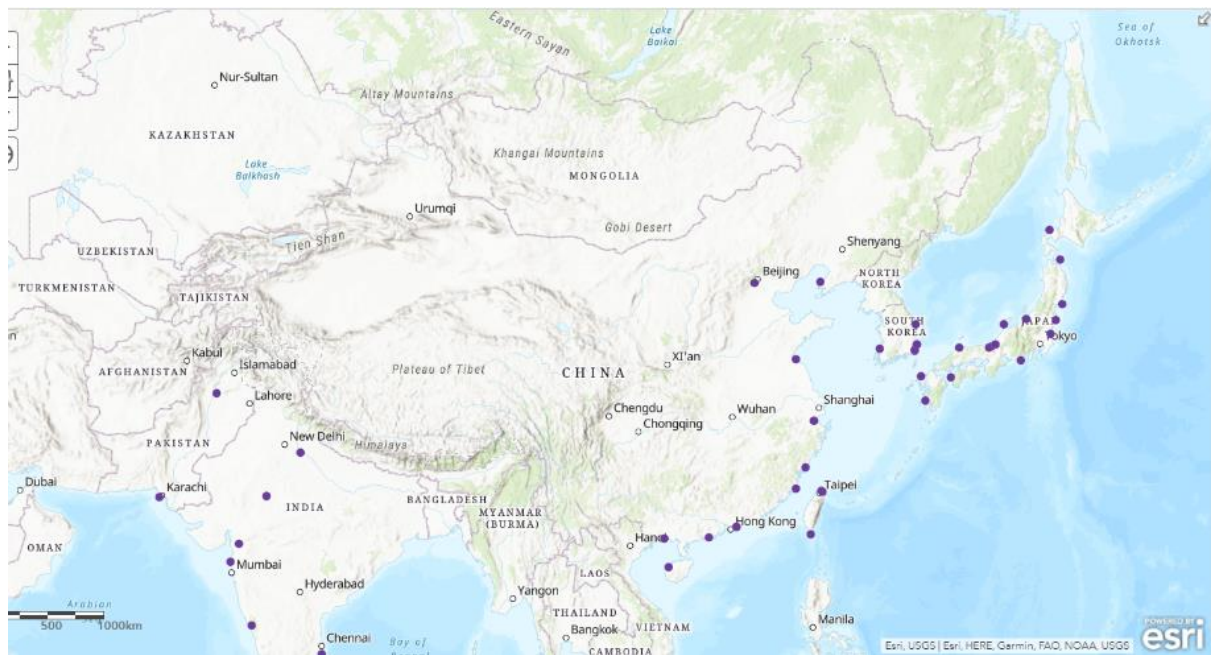 Sea of
Okhotsk
Eastern Sayan
Lake
Baikal
Nur-Sultan
Altay Mountains
KAZAKHSTAN
Khangai Mountains
Lake
Balkhash
MONGOLIA
Urumqi
Gobi Desert
Shenyang
UZBEKISTAN
Tien Shan
Beijing
NORTH
KOREA
TURKMENISTAN
TAJIKISTAN
SOUTH
KOREA
JAPAN
Tokyo
Kabul
XI'an
Islamabad
AFGHANISTAN
Plateau of Tibet
CHINA
Lahore
Chengdu
Wuhan
Shanghai
Chongqing
PAKISTAN
New Delhi
Himalaya
Dubai
Karachi
Taipei
BANGLADESH
INDIA
MYANMAR
(BURMA)
Hong Kong
OMAN
Hanoi
Mumbai
LAOS
Hyderabad
Yangon
Arabian
THAILAND
500
1000km
Manila
VIETNAM
Bangkok
Chennai
Bay of
CAMBODIA
Esri, USGS | Esri, HERE, Garmin, FAO, NOAA, USGS
POWERED BY
esri